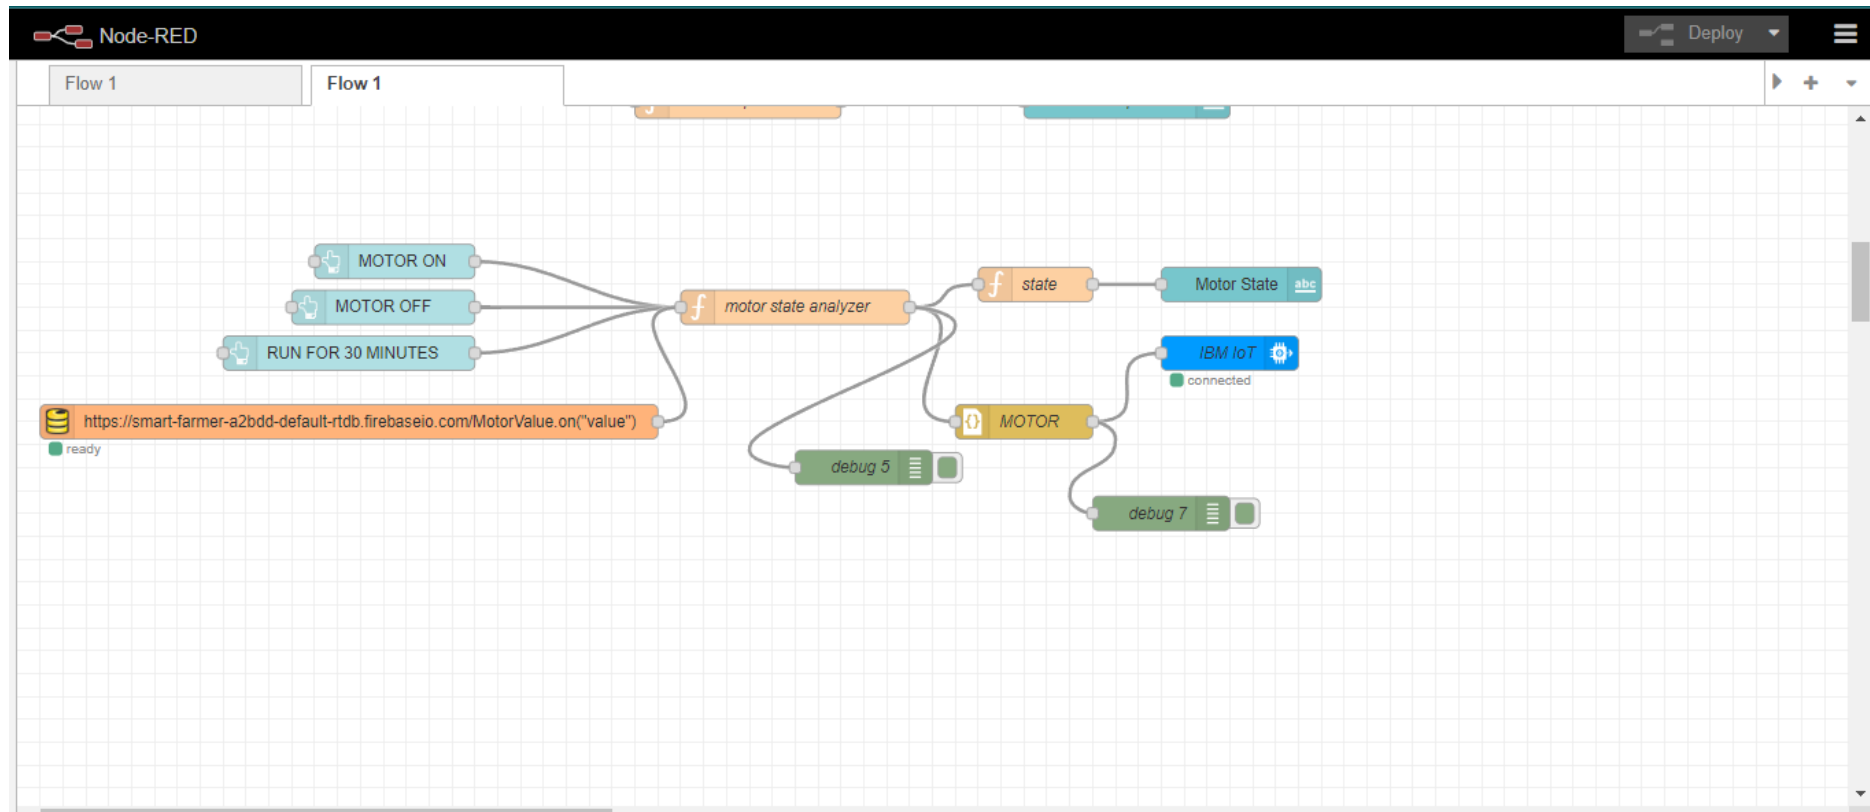 Node-RED
Deploy
Flow 1
Flow 1
MOTOR ON
MOTOR OFF
RUN FOR 30 MINUTES
https://smart-farmer-a2bdd-default-rtdb.firebaseio.com/MotorValue.on("value")
ready
motor state analyzer
state
Motor State
abc
IBM IoT
connected
MOTOR
debug 5
debug 7